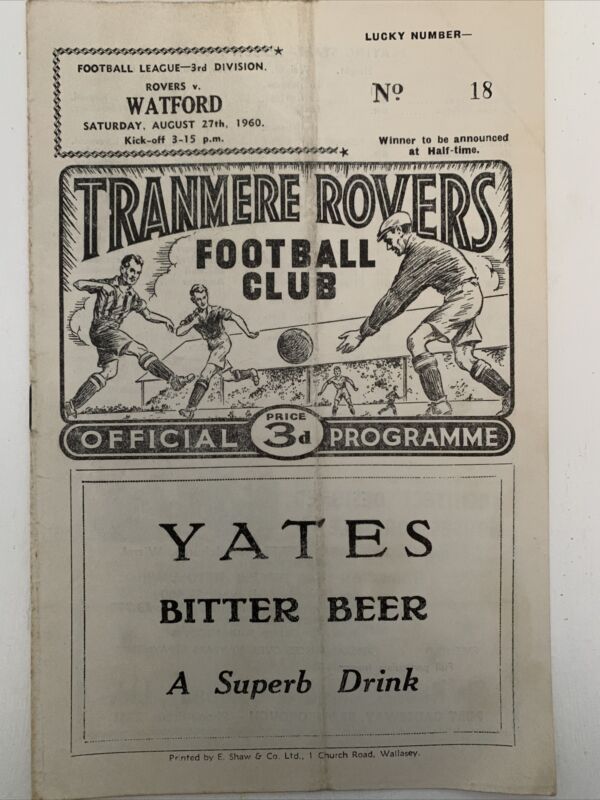 LUCKY NUMBER—
FOOTBALL LEAGUE—3rd DIVISION.
ROVERS v.
WATFORD
SATURDAY, AUGUST 27th, 1960.
Kick-off 3-15 p.m.
Nº 18
Winner to be announced
at Half-time.
TRANMERE ROVERS
FOOTBALL
CLUB
OFFICIAL PRICE 3d PROGRAMME
YATES
BITTER BEER
A Superb Drink
Printed by E. Shaw & Co. Ltd., 1 Church Road, Wallasey.